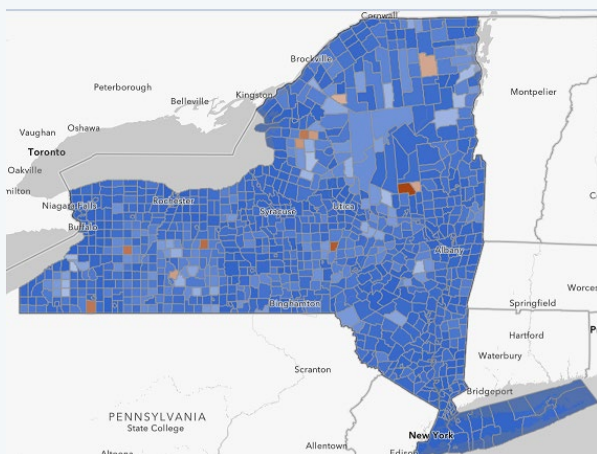 Cornwall
Brockville
Peterborough
Kingston
Montpelier
Belleville
Vaughan
Oshawa
Toronto
Oakville
Niagara Falls
Rochester
Syracuse
Utica
Buffalo
Albany
Binghamton
Springfield
Hartford
Waterbury
Scranton
Bridgeport
PENNSYLVANIA
State College
New York
Allentown